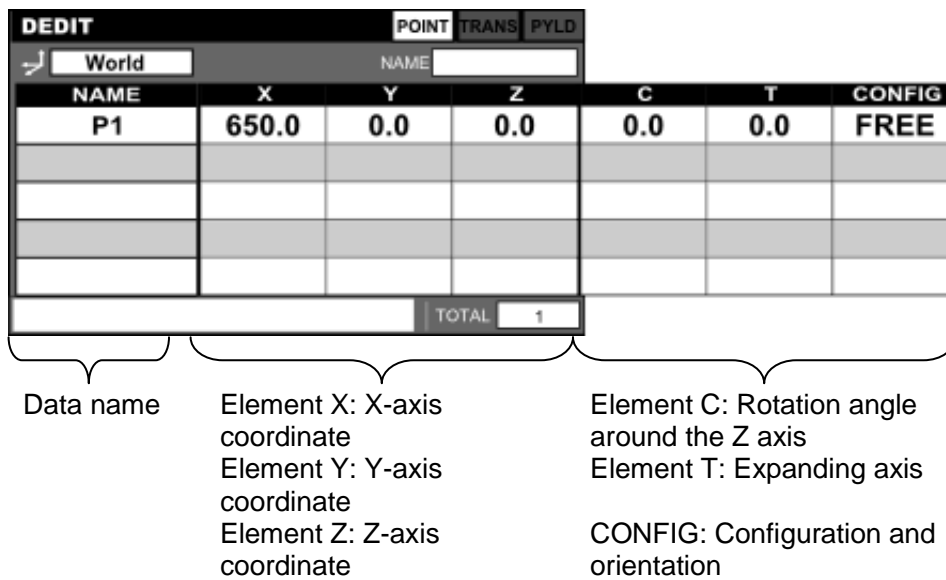 DEDIT POINT TRANS PYLD
World NAME
NAME X Y Z C T CONFIG
P1 650.0 0.0 0.0 0.0 0.0 FREE
TOTAL 1
Data name
Element X: X-axis
coordinate
Element Y: Y-axis
coordinate
Element Z: Z-axis
coordinate
Element C: Rotation angle
around the Z axis
Element T: Expanding axis
CONFIG: Configuration and
orientation